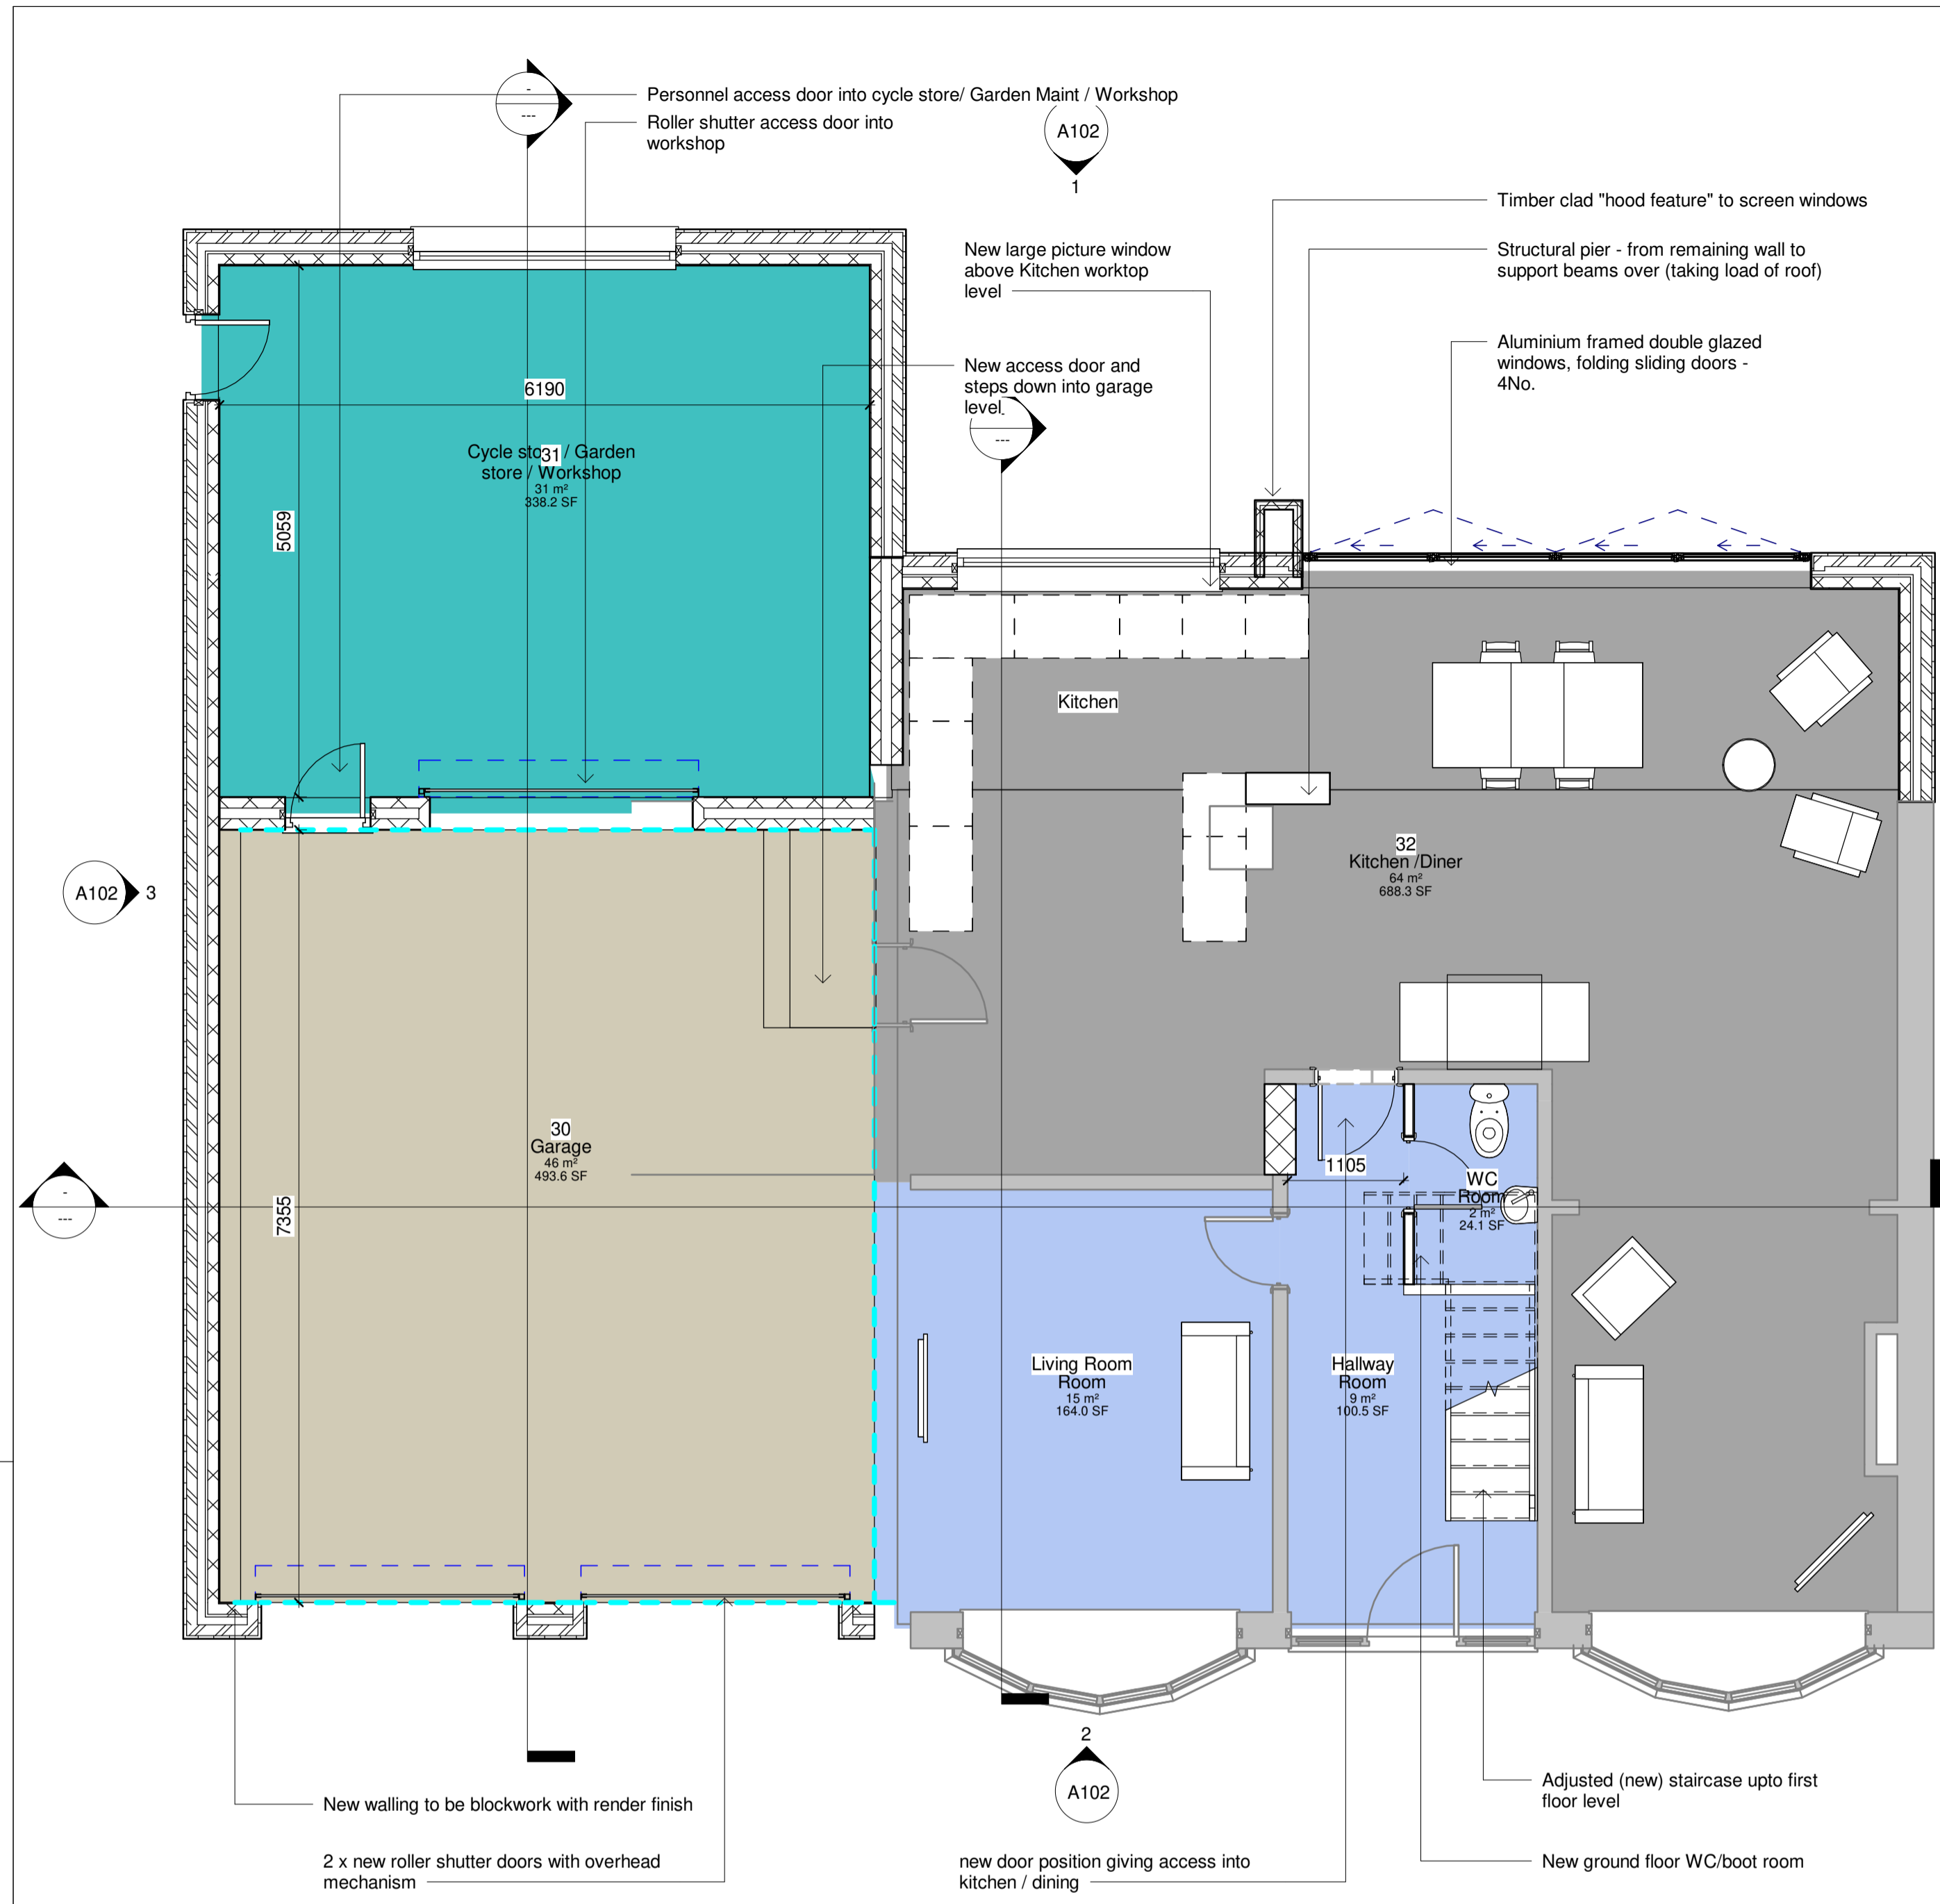 -
---
Personnel access door into cycle store/ Garden Maint / Workshop
Roller shutter access door into
workshop
A102
1
Timber clad "hood feature" to screen windows
New large picture window
above Kitchen worktop
level
Structural pier - from remaining wall to
support beams over (taking load of roof)
Aluminium framed double glazed
windows, folding sliding doors -
4No.
New access door and
steps down into garage
level
---
6190
5059
31
Cycle sto / Garden
store / Workshop
31 m²
338.2 SF
Kitchen
32
Kitchen /Diner
64 m²
688.3 SF
A102
3
30
Garage
46 m²
493.6 SF
7355
-
---
1105
WC
Room
2 m²
24.1 SF
Living Room
Room
15 m²
164.0 SF
Hallway
Room
9 m²
100.5 SF
2
A102
New walling to be blockwork with render finish
2 x new roller shutter doors with overhead
mechanism
new door position giving access into
kitchen / dining
Adjusted (new) staircase upto first
floor level
New ground floor WC/boot room